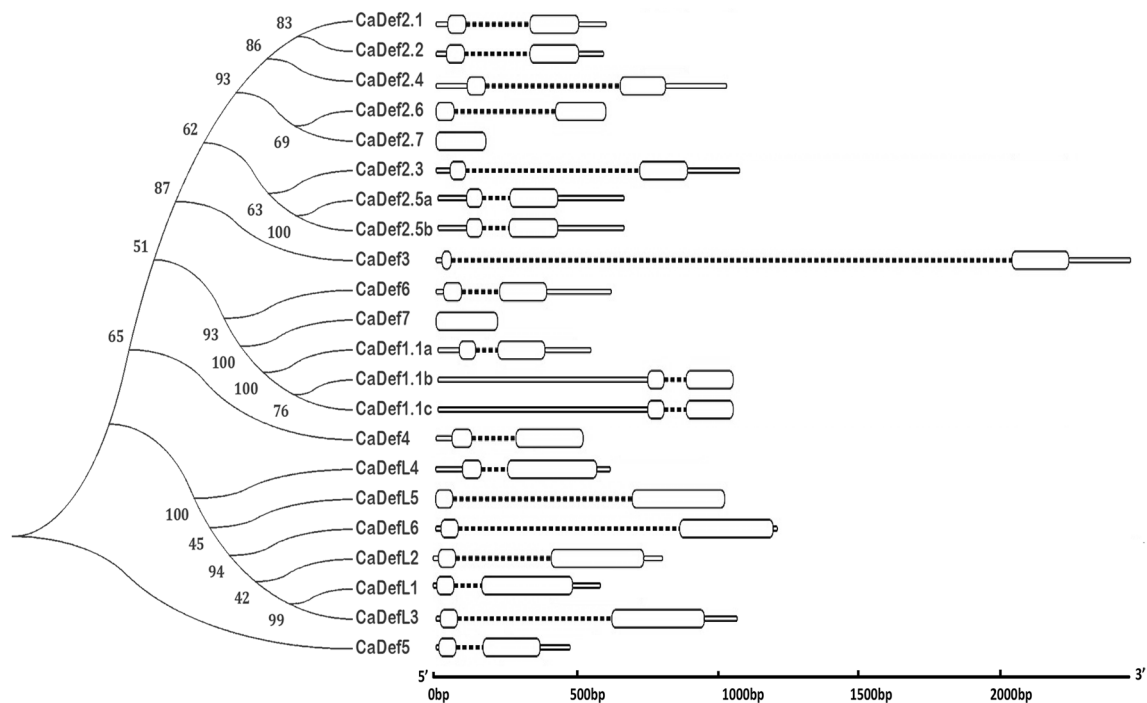 83 CaDef2.1
86 CaDef2.2
93 CaDef2.4
CaDef2.6
62 69 CaDef2.7
CaDef2.3
87 63 CaDef2.5a
100 CaDef2.5b
51 CaDef3
CaDef6
65 93 CaDef7
100 CaDef1.1a
100 CaDef1.1b
76 CaDef1.1c
CaDef4
CaDefL4
100 CaDefL5
45 CaDefL6
94 CaDefL2
42 CaDefL1
99 CaDefL3
CaDef5
5’ 3’
0bp 500bp 1000bp 1500bp 2000bp